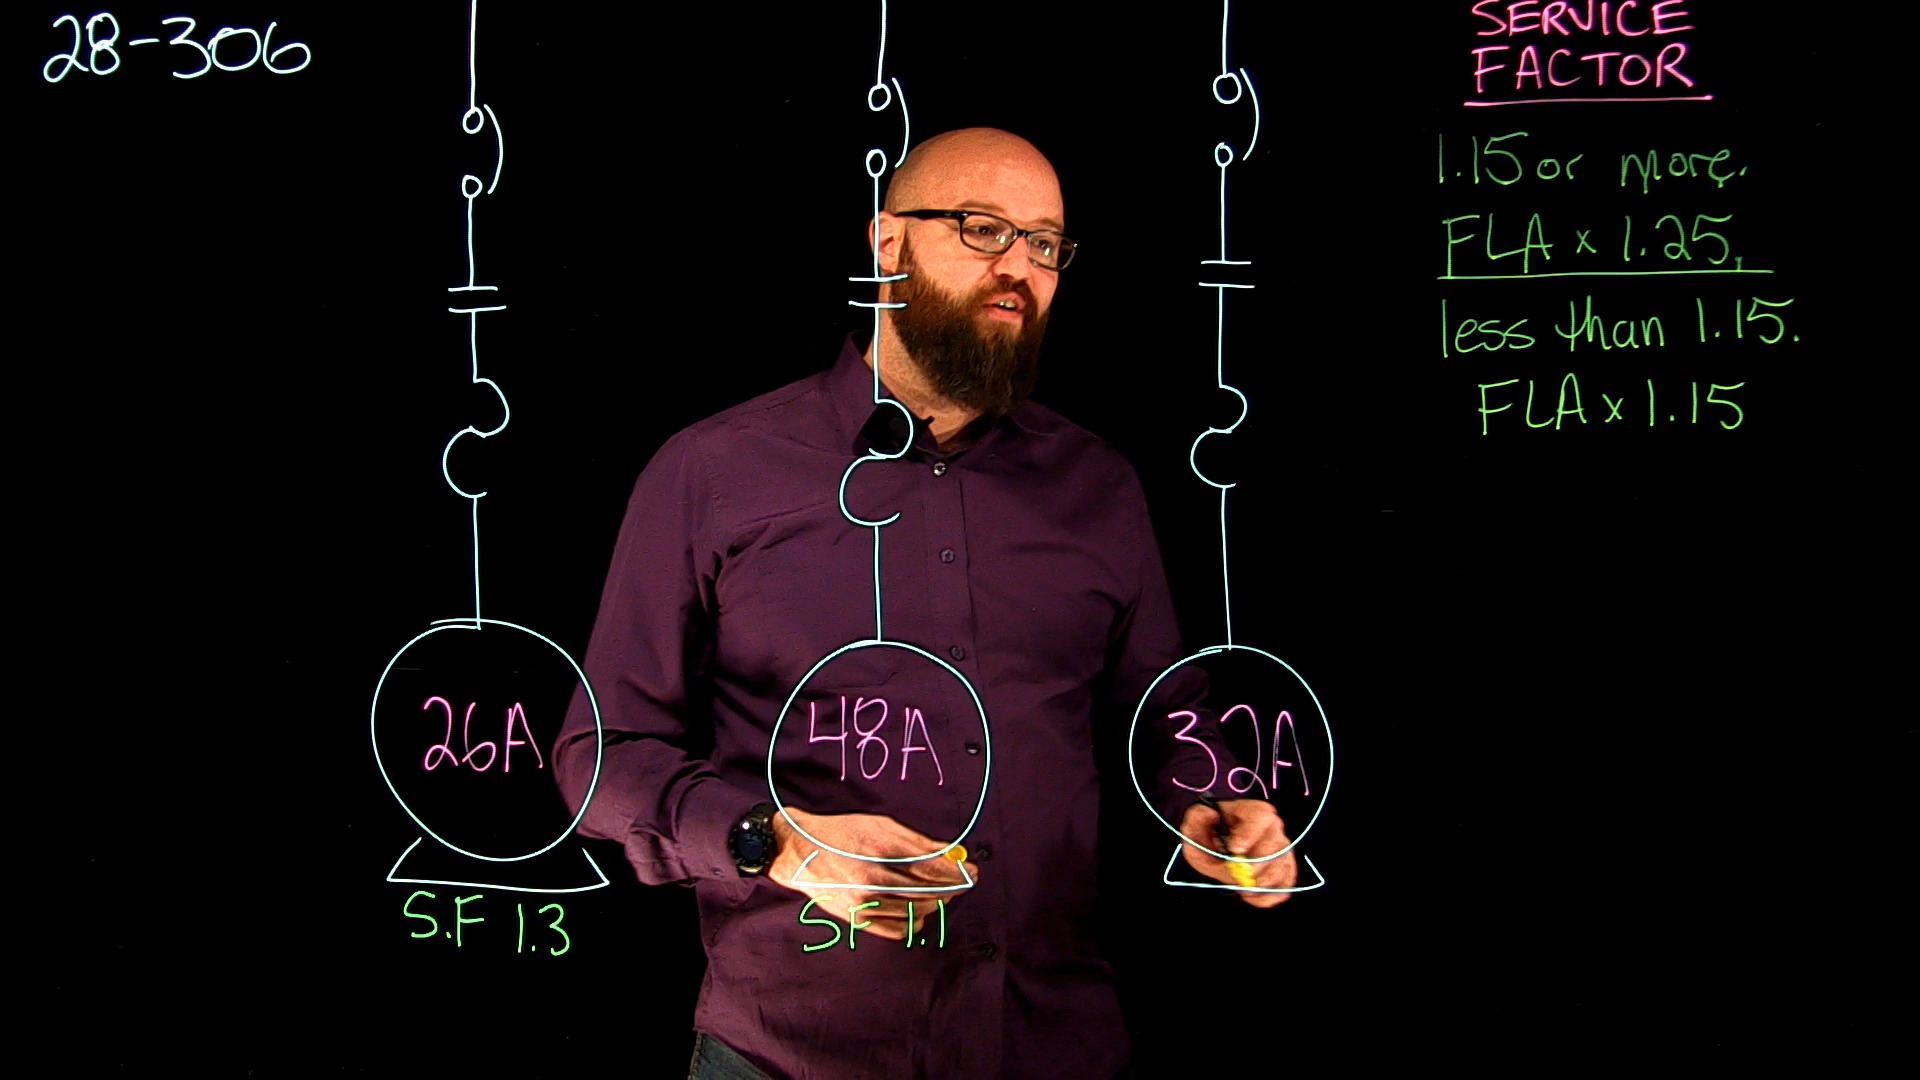 28-306
SERVICE
FACTOR
1.15 or more.
FLA x 1.25.
less than 1.15.
FLA x 1.15
26A
48A
32A
S.F 1.3
SF 1.1